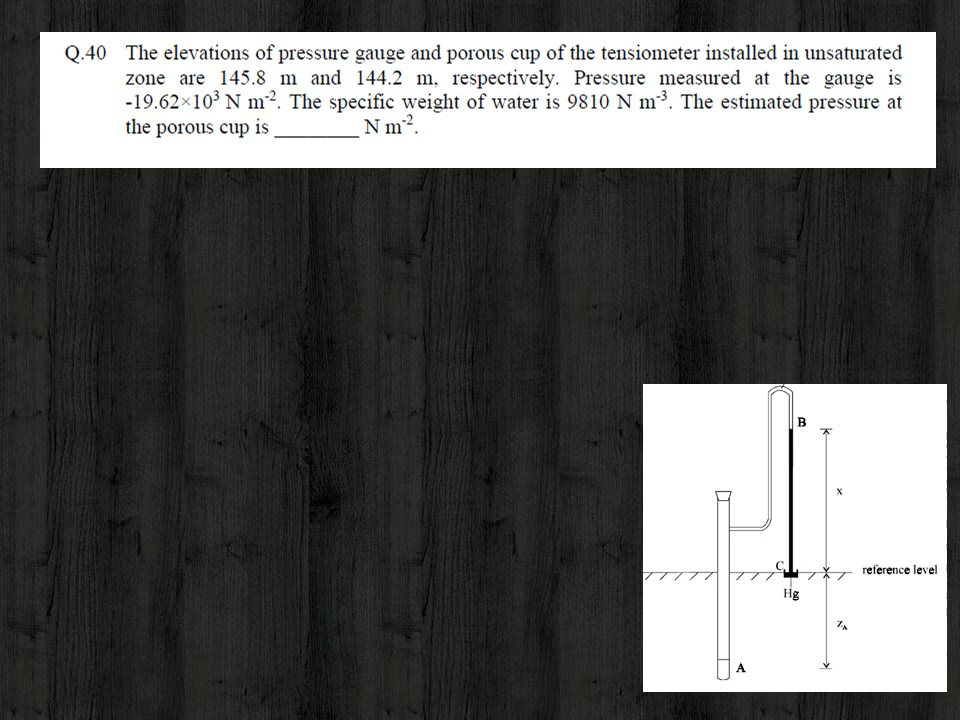 Q.40 The elevations of pressure gauge and porous cup of the tensiometer installed in unsaturated
zone are 145.8 m and 144.2 m, respectively. Pressure measured at the gauge is
-19.62×10³ N m⁻². The specific weight of water is 9810 N m⁻³. The estimated pressure at
the porous cup is ________ N m⁻².
B
x
C
reference level
Hg
z_A
A